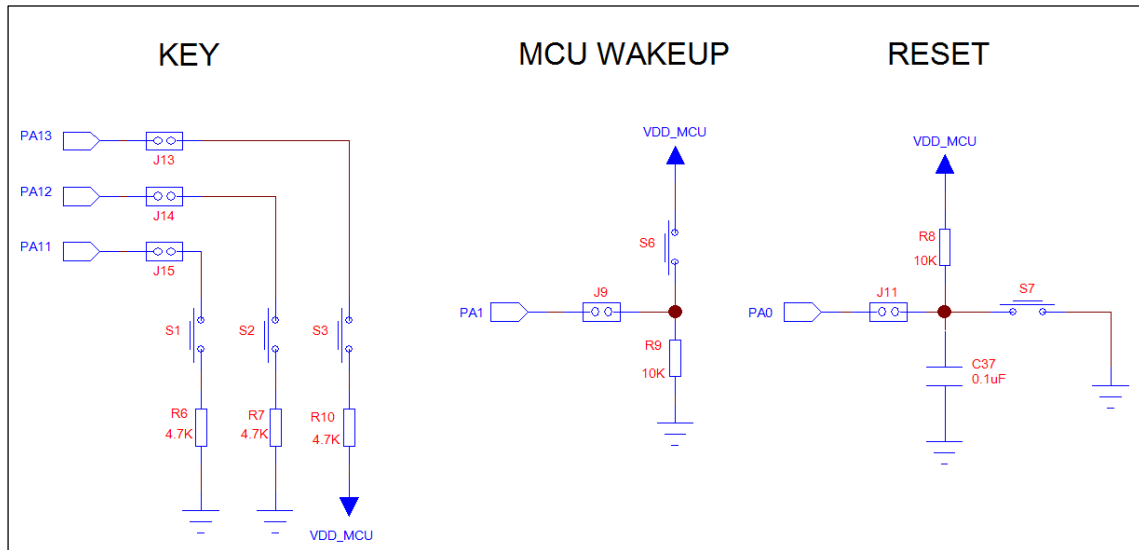 KEY
PA13
J13
PA12
J14
PA11
J15
S1
S2
S3
R6
4.7K
R7
4.7K
R10
4.7K
VDD_MCU
MCU WAKEUP
VDD_MCU
S6
PA1
J9
R9
10K
RESET
VDD_MCU
R8
10K
PA0
J11
S7
C37
0.1uF